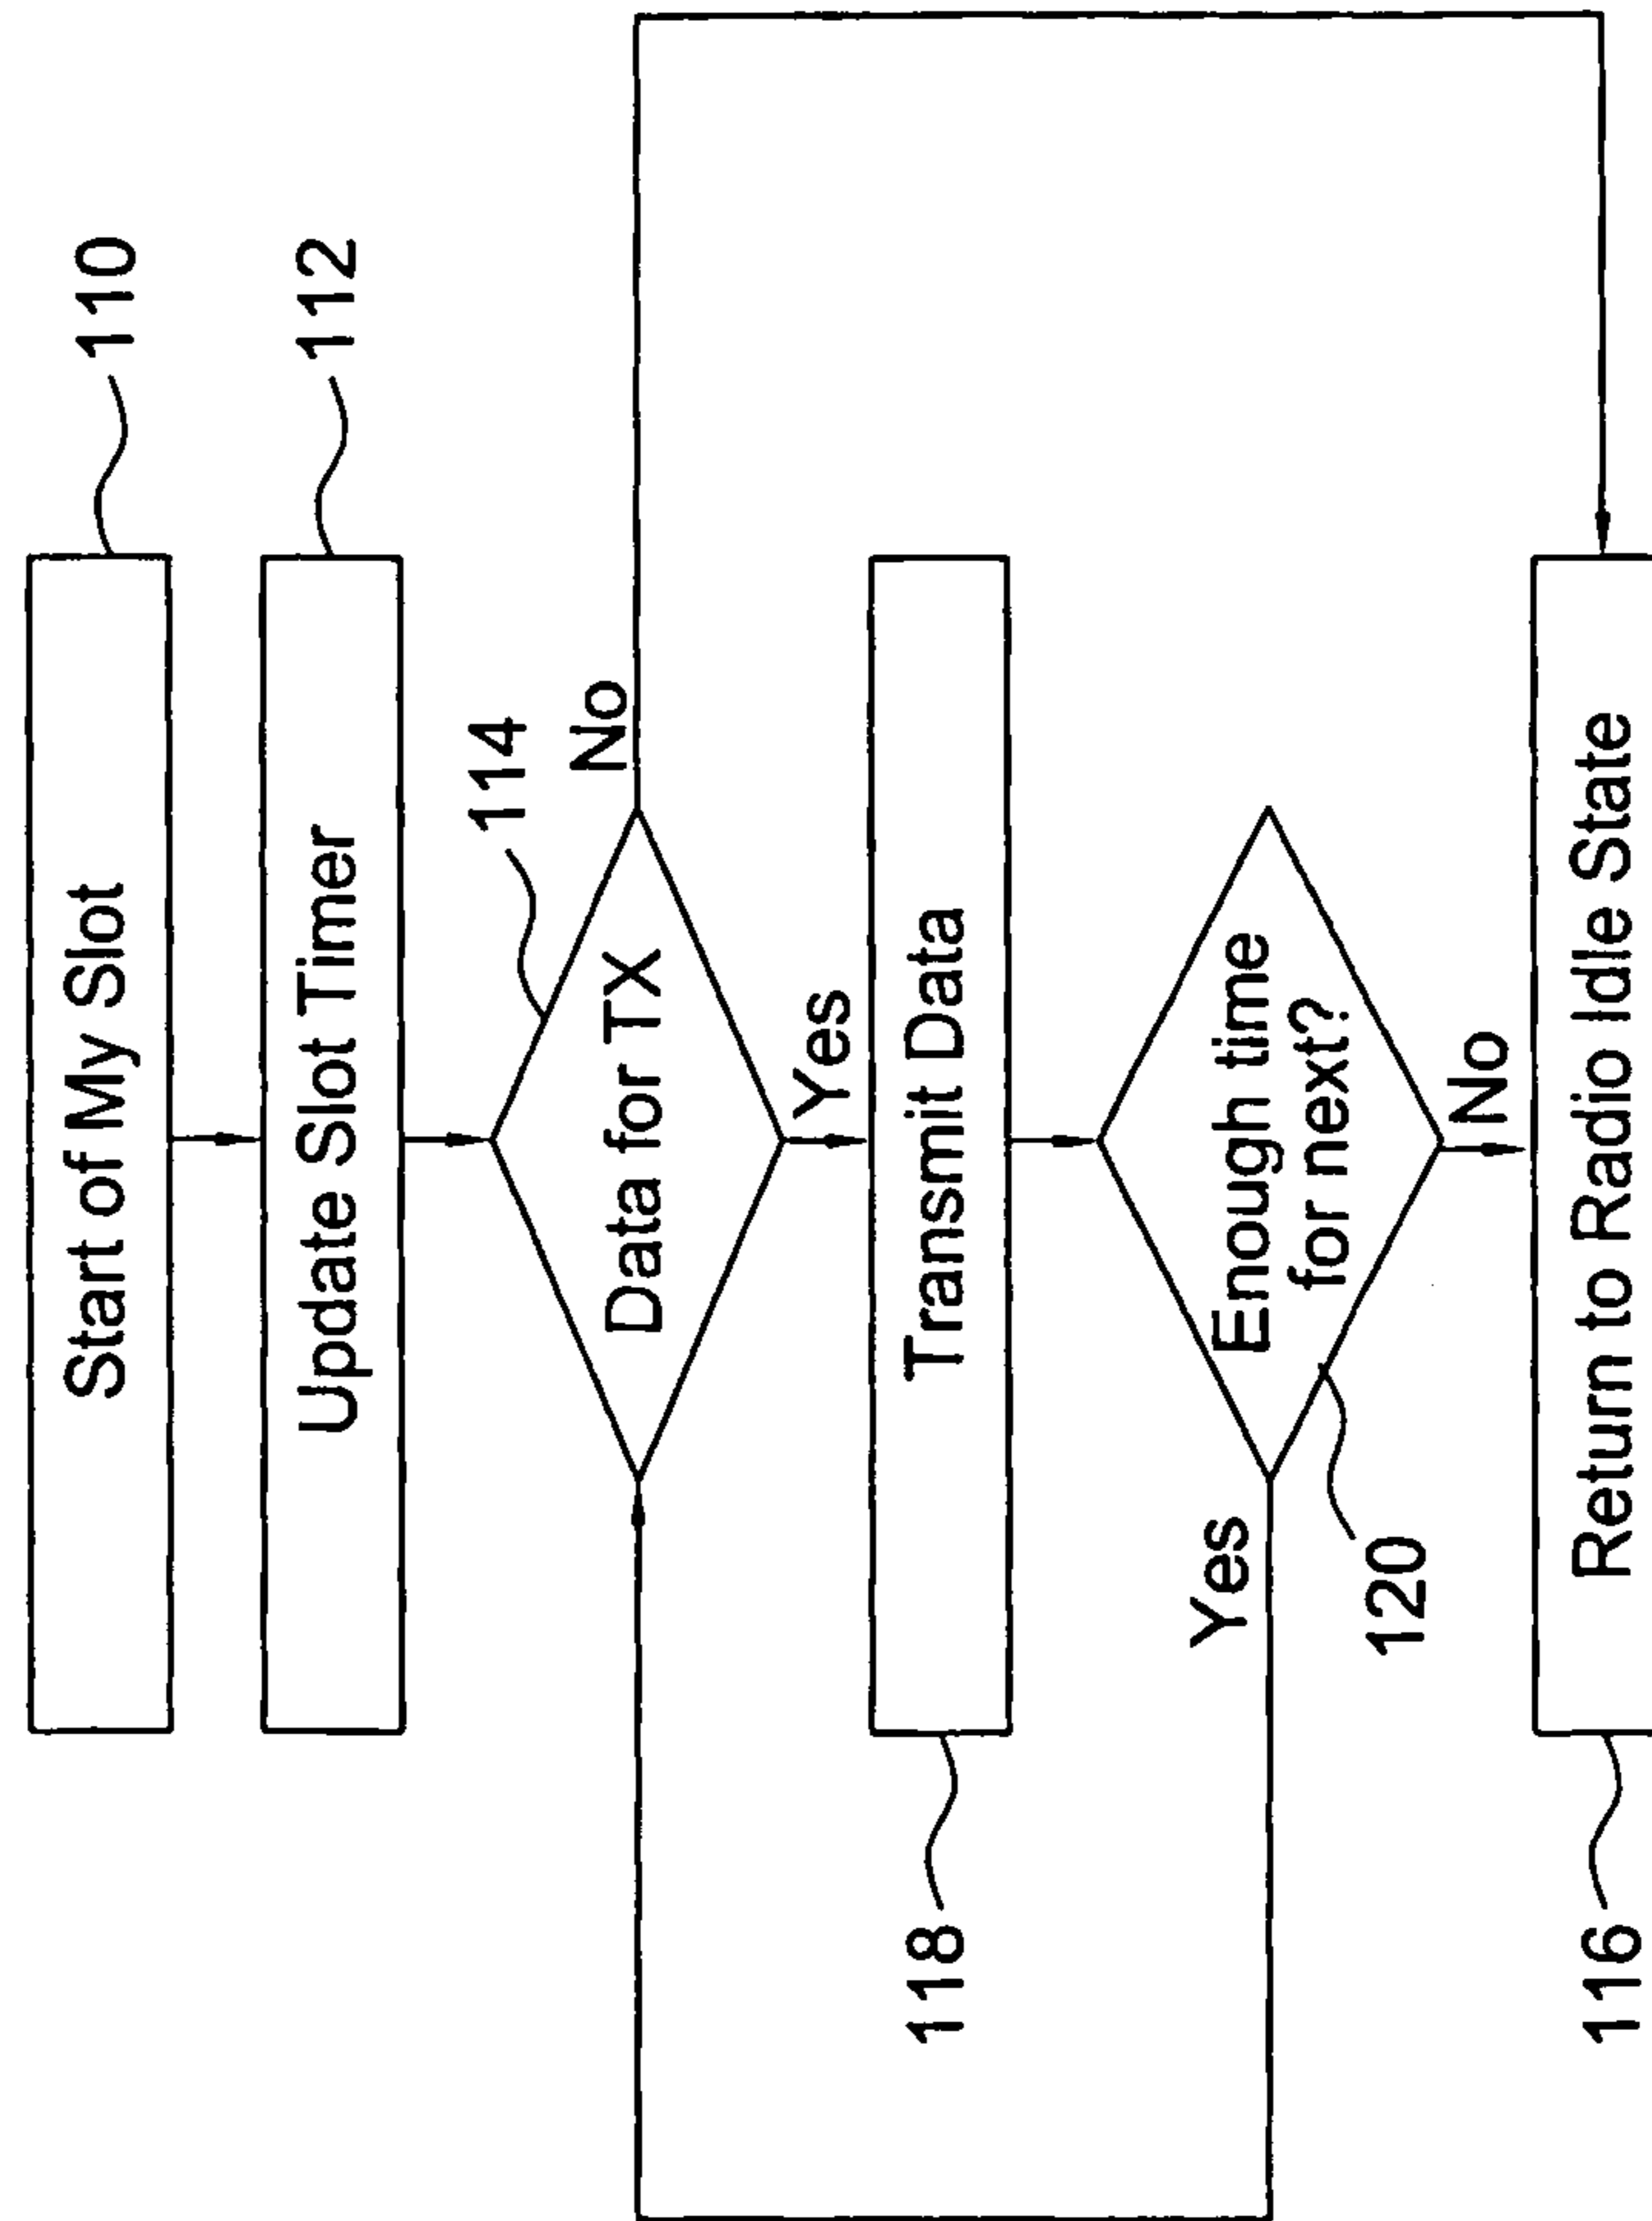 Start of My Slot
110
Update Slot Timer
112
114
Data for TX
No
Yes
Transmit Data
118
Enough time
for next?
Yes
120
No
Return to Radio Idle State
116